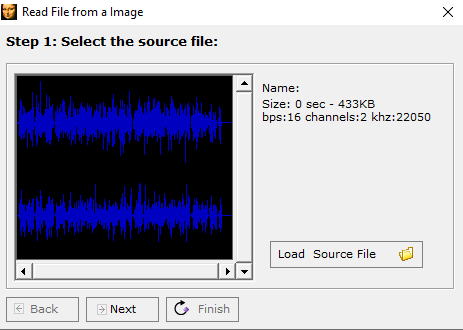 Read File from a Image
Step 1: Select the source file:
Name:
Size: 0 sec - 433KB
bps:16 channels:2 khz:22050
Load Source File
Back
Next
Finish